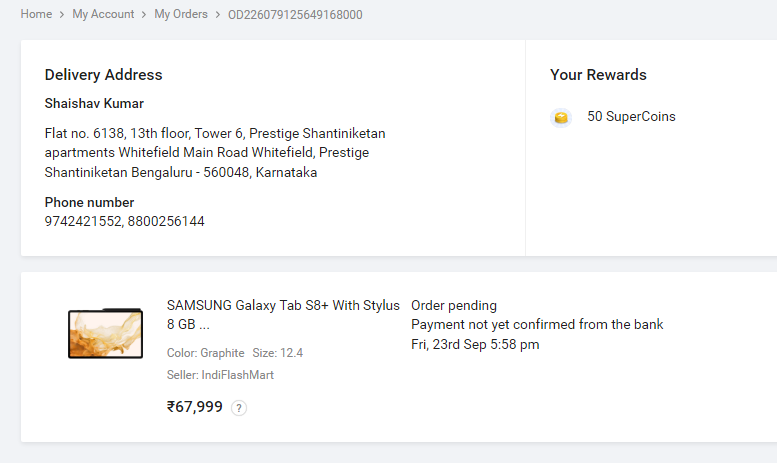 Home > My Account > My Orders > OD226079125649168000
Delivery Address
Shaishav Kumar
Flat no. 6138, 13th floor, Tower 6, Prestige Shantiniketan
apartments Whitefield Main Road Whitefield, Prestige
Shantiniketan Bengaluru - 560048, Karnataka
Phone number
9742421552, 8800256144
Your Rewards
50 SuperCoins
SAMSUNG Galaxy Tab S8+ With Stylus
8 GB ...
Color: Graphite Size: 12.4
Seller: IndiFlashMart
₹67,999 ?
Order pending
Payment not yet confirmed from the bank
Fri, 23rd Sep 5:58 pm